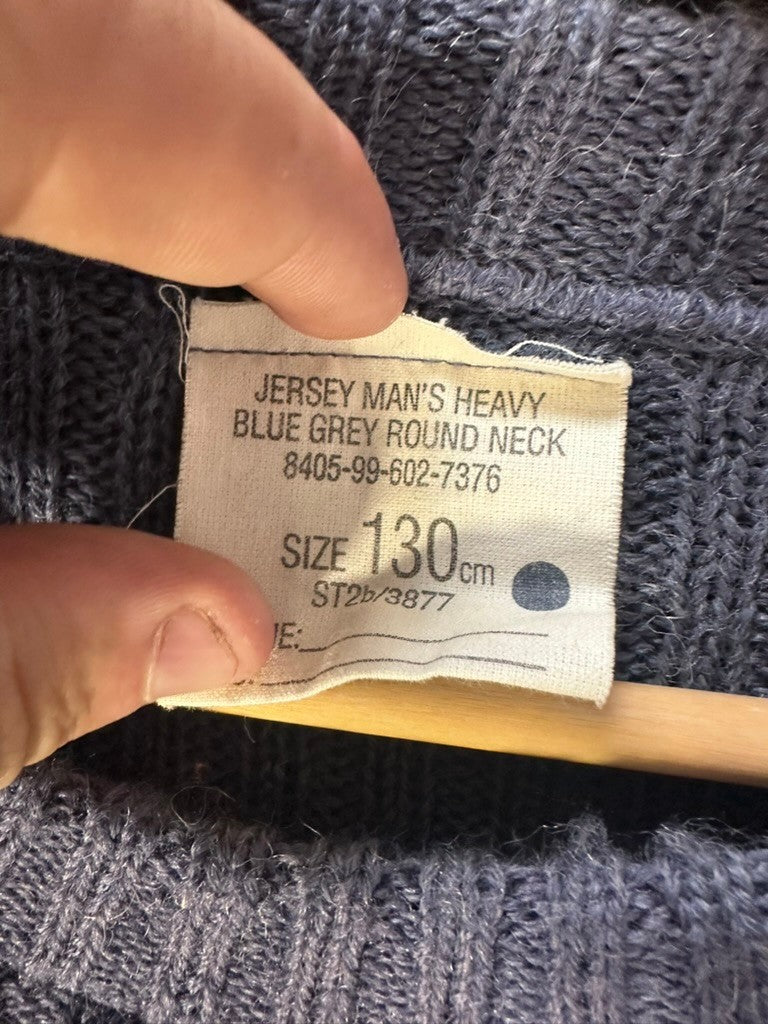 JERSEY MAN'S HEAVY
BLUE GREY ROUND NECK
8405-99-602-7376
SIZE 130cm
ST2b/3877